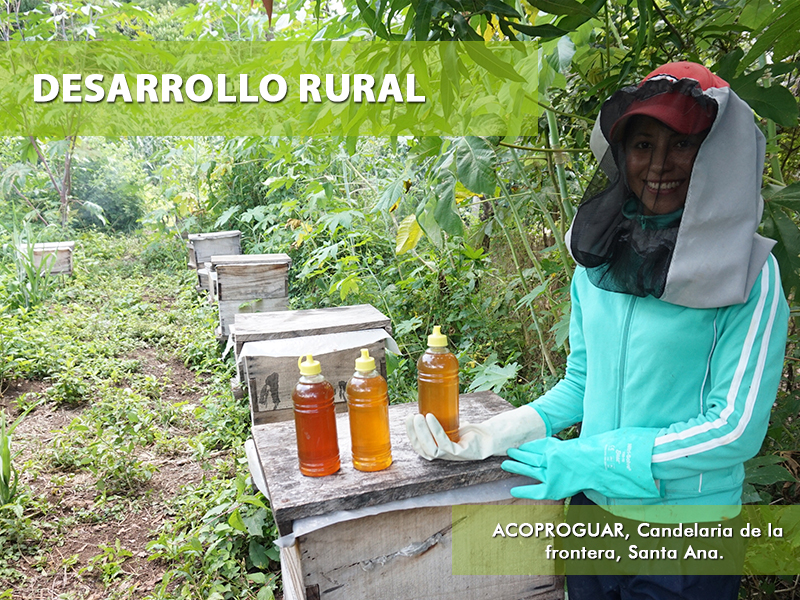 DESARROLLO RURAL
ACOPROGUAR, Candelaria de la
frontera, Santa Ana.